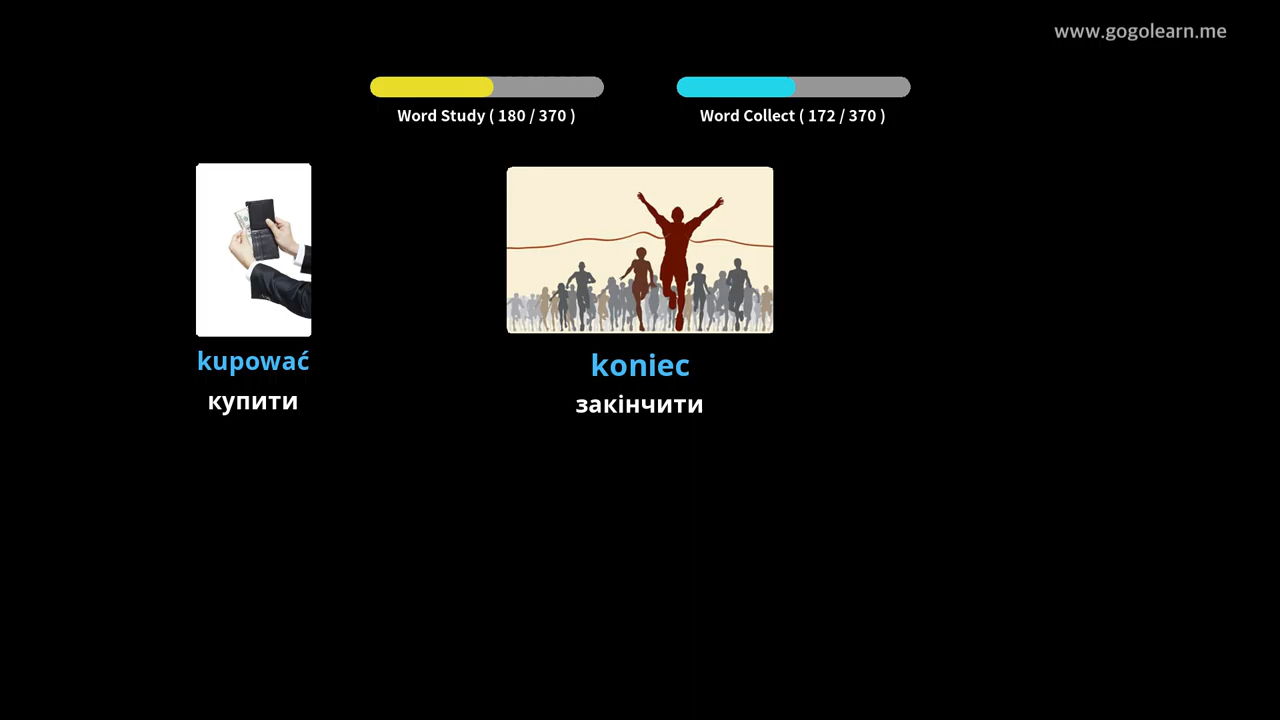 www.gogolearn.me
Word Study ( 180 / 370 )
Word Collect ( 172 / 370 )
kupować
купити
koniec
закінчити